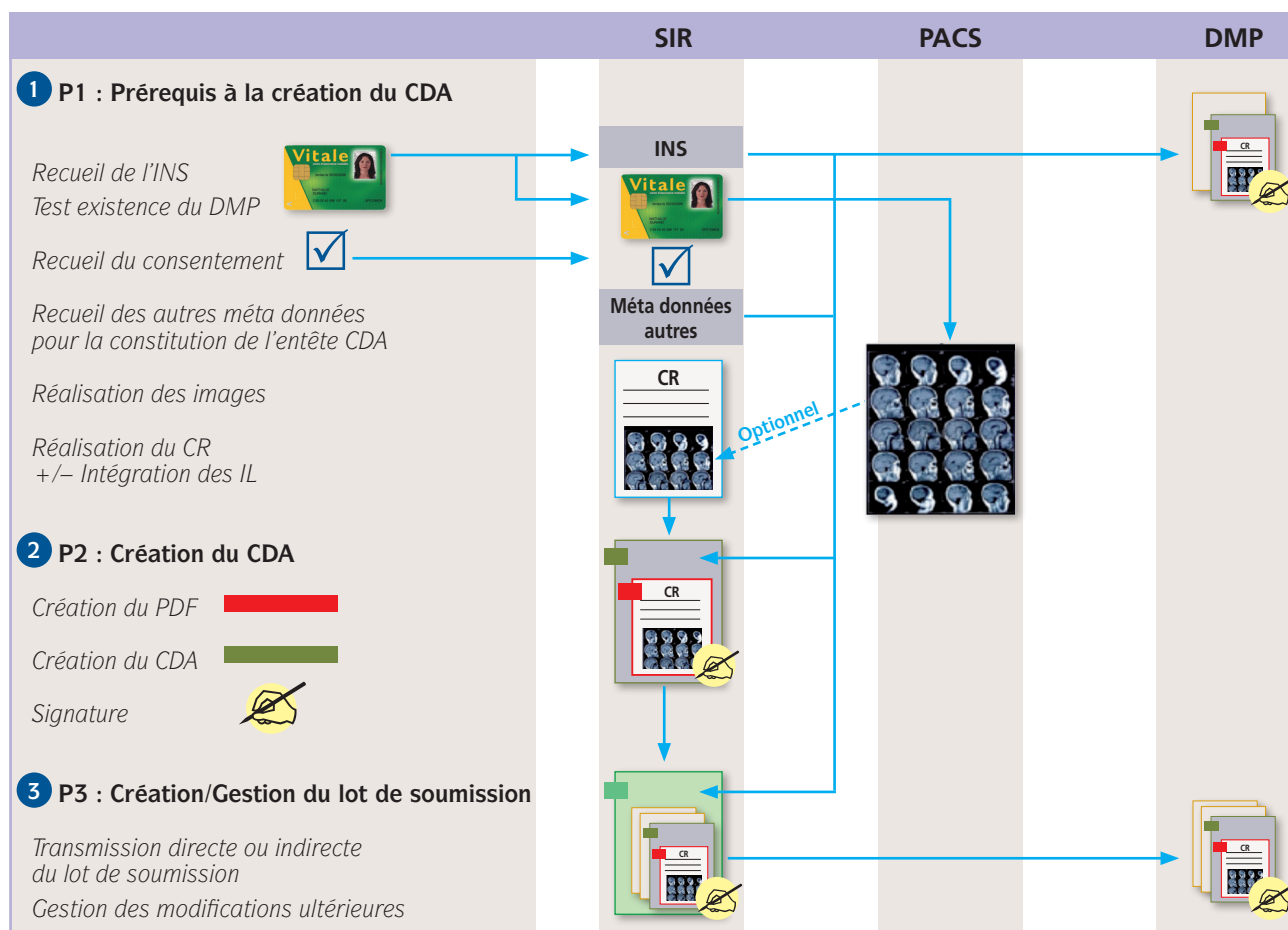 SIR
PACS
DMP
1 P1 : Prérequis à la création du CDA
Recueil de l'INS
Test existence du DMP
Vitale
Recueil du consentement
Recueil des autres méta données
pour la constitution de l'entête CDA
Réalisation des images
Réalisation du CR
+/– Intégration des IL
INS
Vitale
Méta données
autres
CR
Optionnel
CR
2 P2 : Création du CDA
Création du PDF
Création du CDA
Signature
CR
3 P3 : Création/Gestion du lot de soumission
Transmission directe ou indirecte
du lot de soumission
Gestion des modifications ultérieures
CR
CR